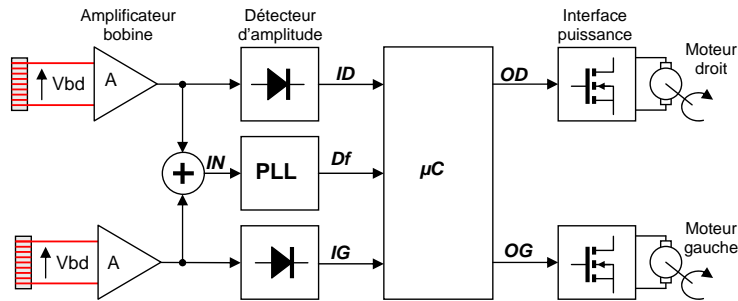 Amplificateur
bobine
Détecteur
d'amplitude
Interface
puissance
Moteur
droit
Vbd
A
ID
OD
IN
PLL
Df
µC
Vbd
A
IG
OG
Moteur
gauche